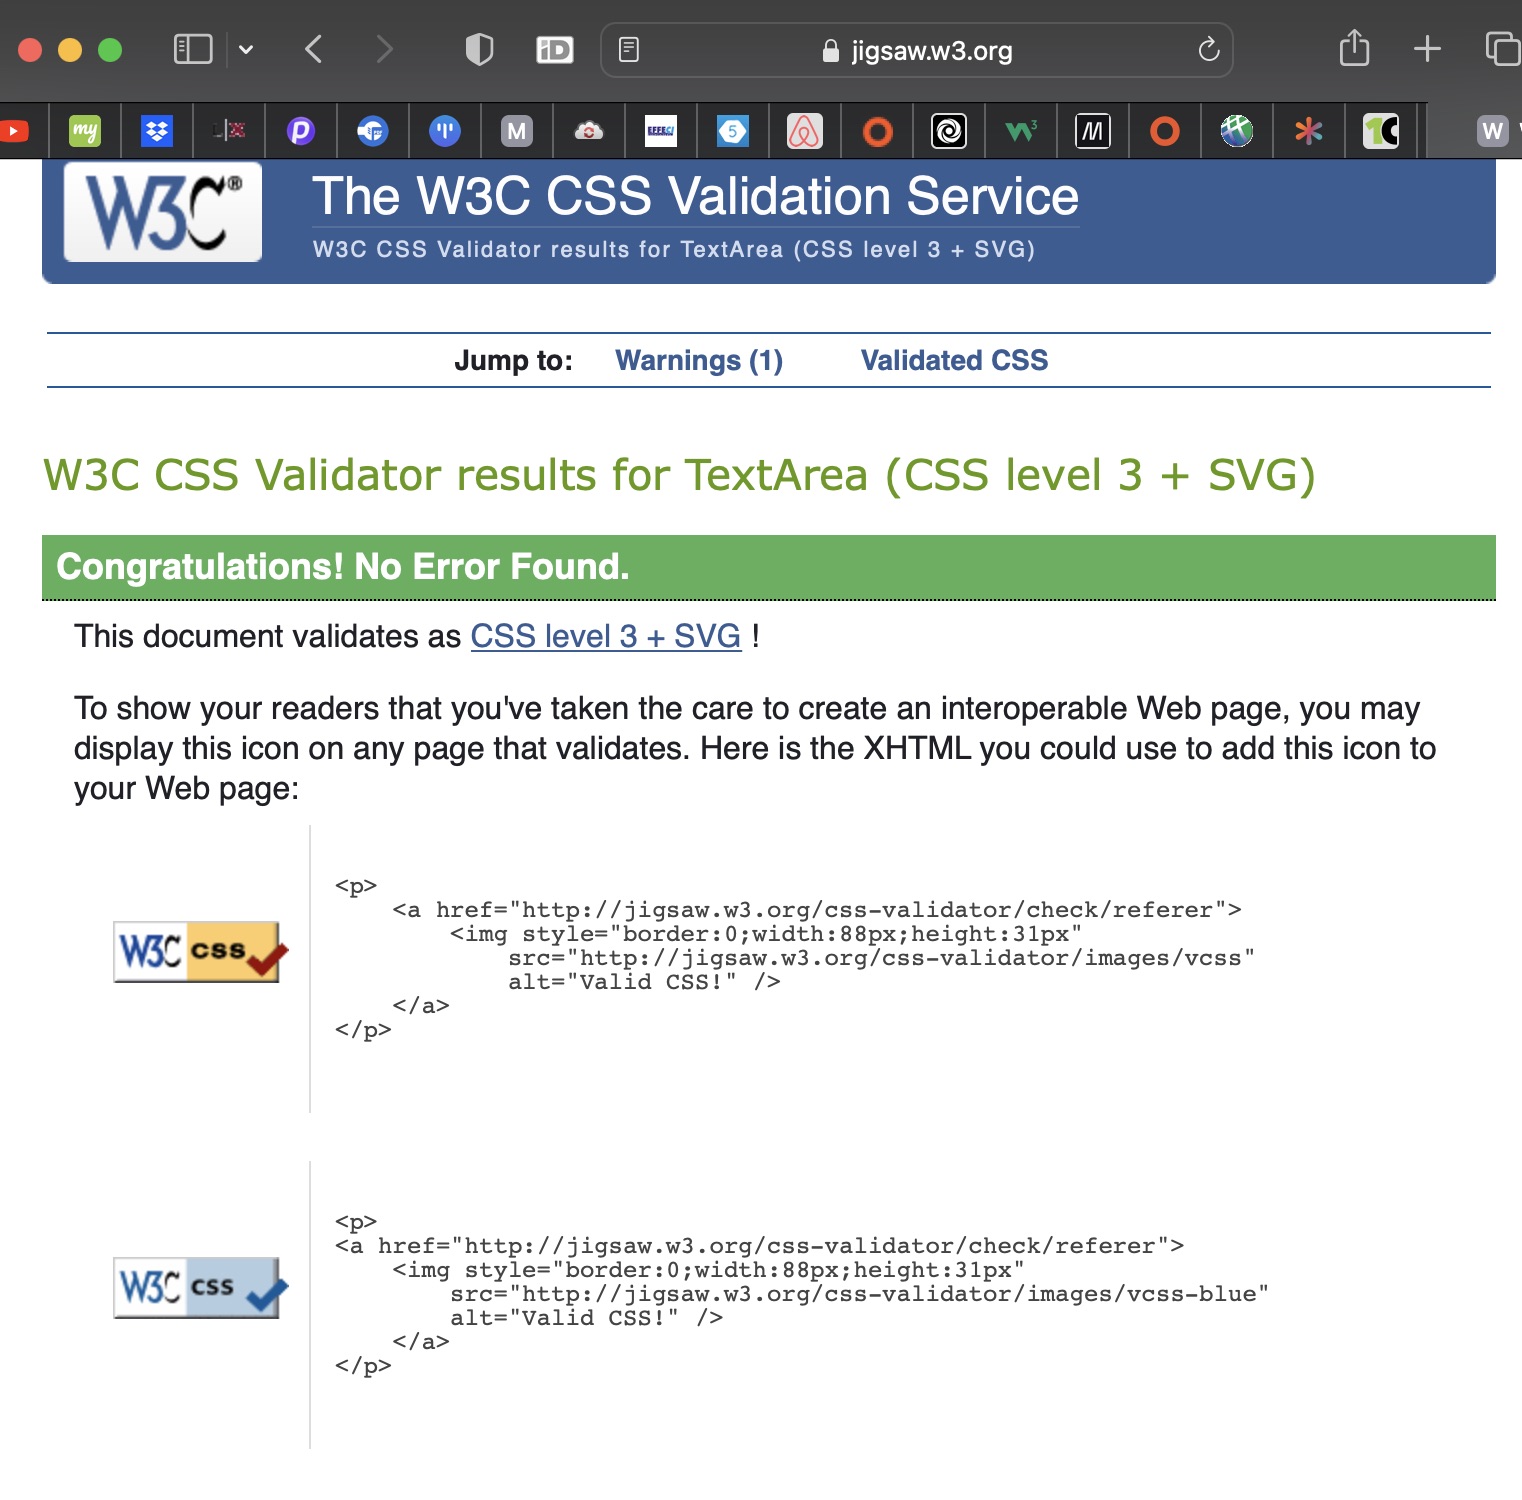 iD
jigsaw.w3.org
my
M
EFFECI
5
W
W3C®
The W3C CSS Validation Service
W3C CSS Validator results for TextArea (CSS level 3 + SVG)
Jump to: Warnings (1) Validated CSS
W3C CSS Validator results for TextArea (CSS level 3 + SVG)
Congratulations! No Error Found.
This document validates as CSS level 3 + SVG !
To show your readers that you've taken the care to create an interoperable Web page, you may
display this icon on any page that validates. Here is the XHTML you could use to add this icon to
your Web page:
W3C css
<p>
<a href="http://jigsaw.w3.org/css-validator/check/referer">
<img style="border:0;width:88px;height:31px"
src="http://jigsaw.w3.org/css-validator/images/vcss"
alt="Valid CSS!" />
</a>
</p>
W3C css
<p>
<a href="http://jigsaw.w3.org/css-validator/check/referer">
<img style="border:0;width:88px;height:31px"
src="http://jigsaw.w3.org/css-validator/images/vcss-blue"
alt="Valid CSS!" />
</a>
</p>